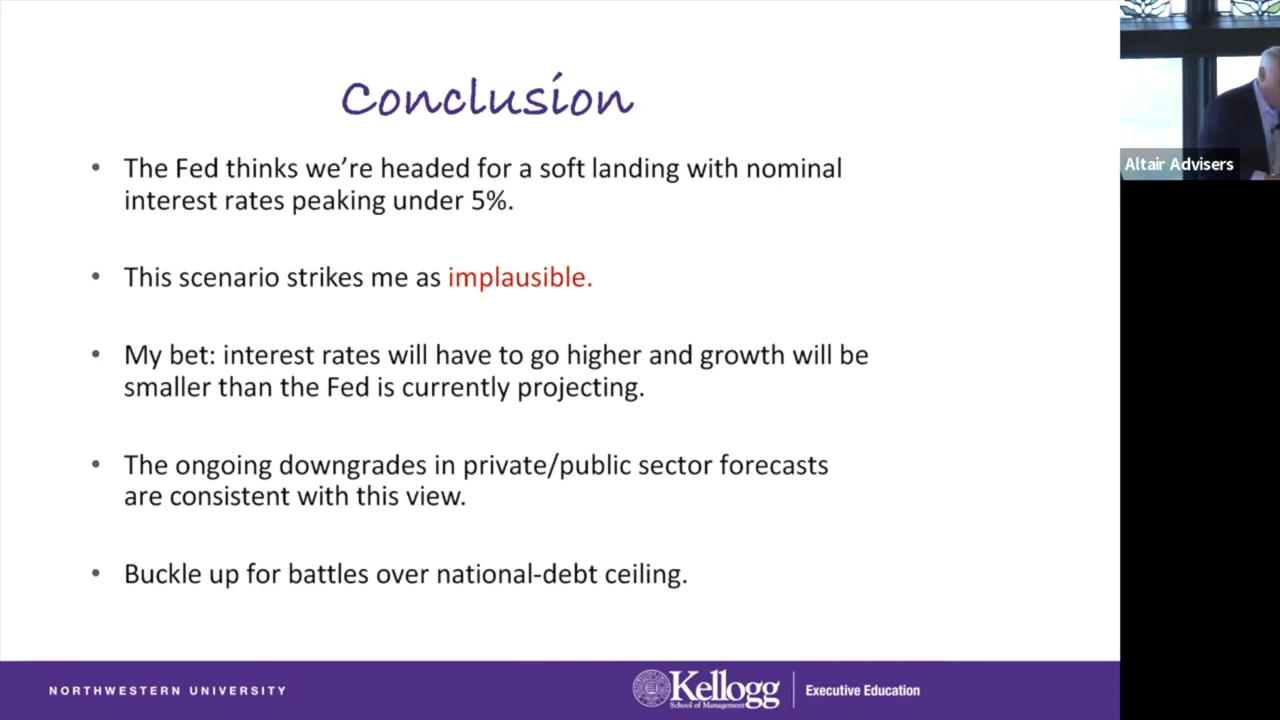 Conclusion
• The Fed thinks we’re headed for a soft landing with nominal
interest rates peaking under 5%.
• This scenario strikes me as implausible.
• My bet: interest rates will have to go higher and growth will be
smaller than the Fed is currently projecting.
• The ongoing downgrades in private/public sector forecasts
are consistent with this view.
• Buckle up for battles over national-debt ceiling.
Altair Advisers
NORTHWESTERN UNIVERSITY
Kellogg
School of Management
Executive Education